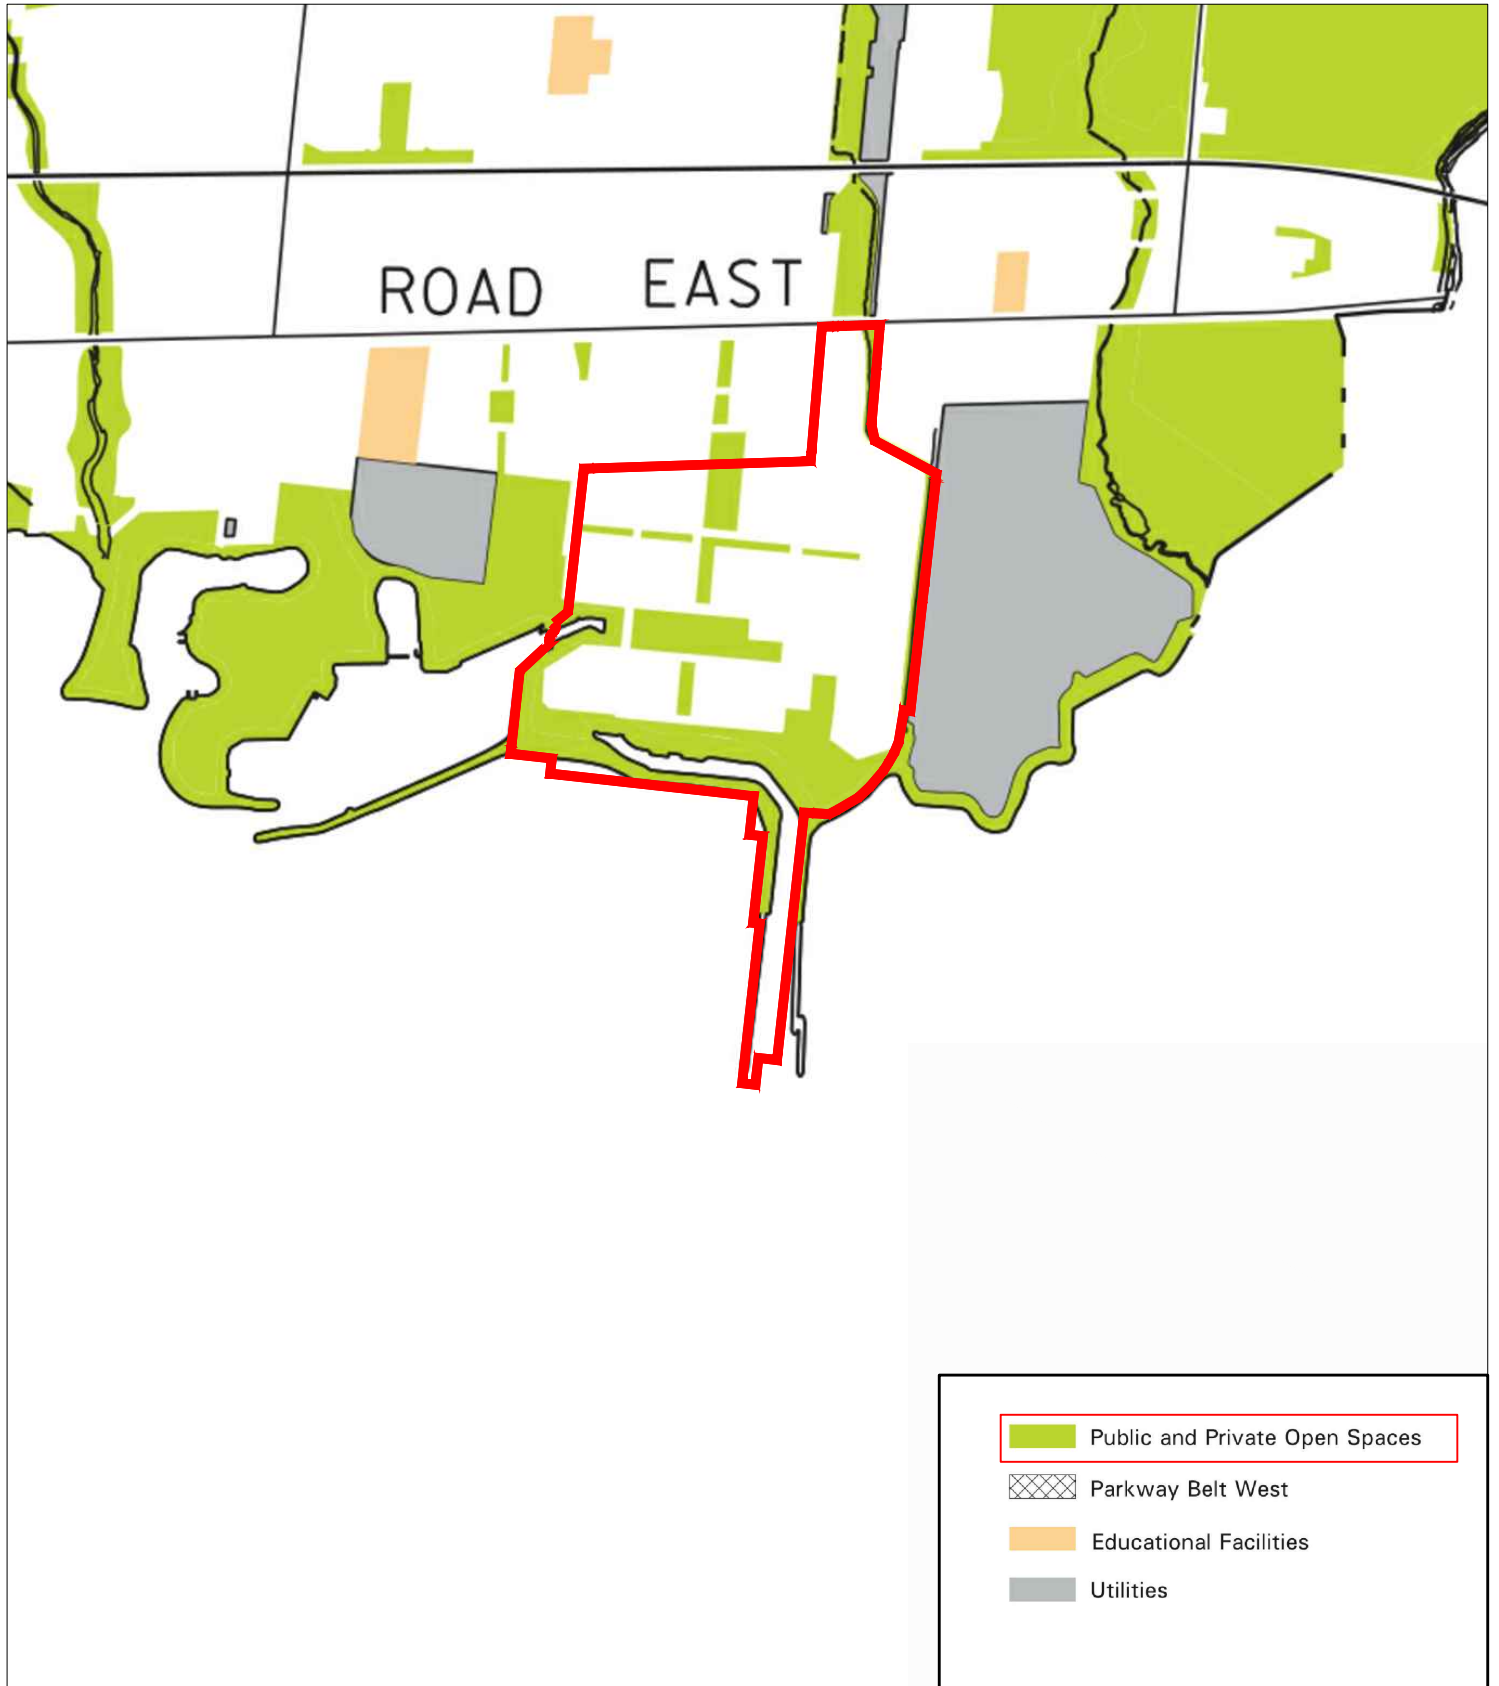 ROAD EAST
Public and Private Open Spaces
Parkway Belt West
Educational Facilities
Utilities